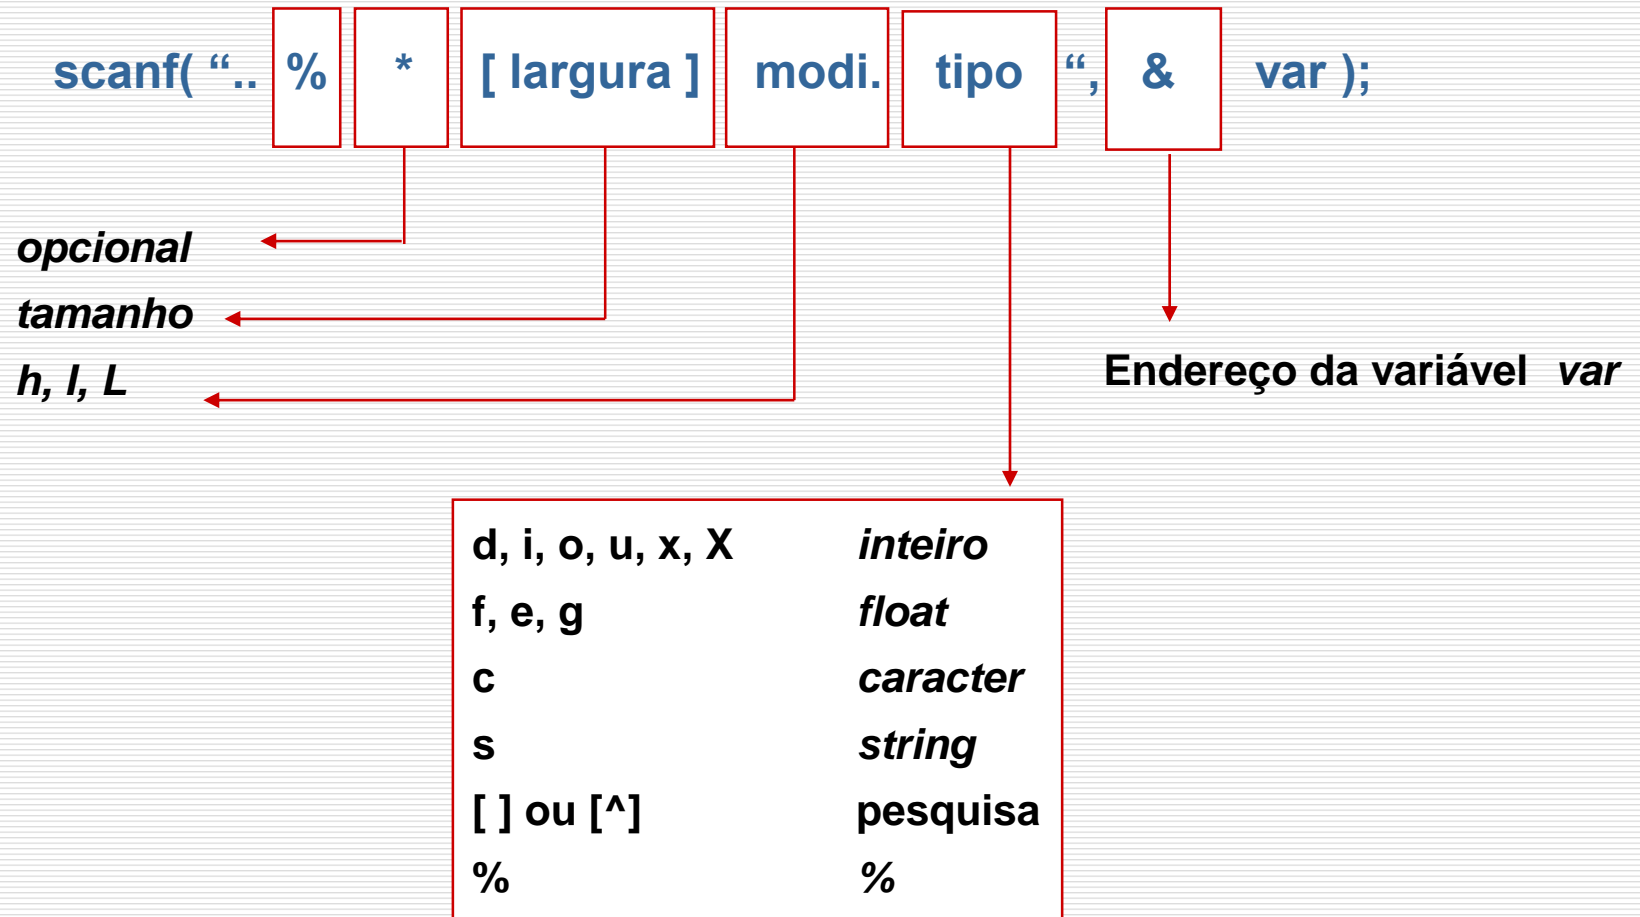 scanf( “.. % * [ largura ] modi. tipo “, & var );
opcional
tamanho
h, l, L
Endereço da variável var
d, i, o, u, x, X inteiro
f, e, g float
c caracter
s string
[ ] ou [^] pesquisa
% %